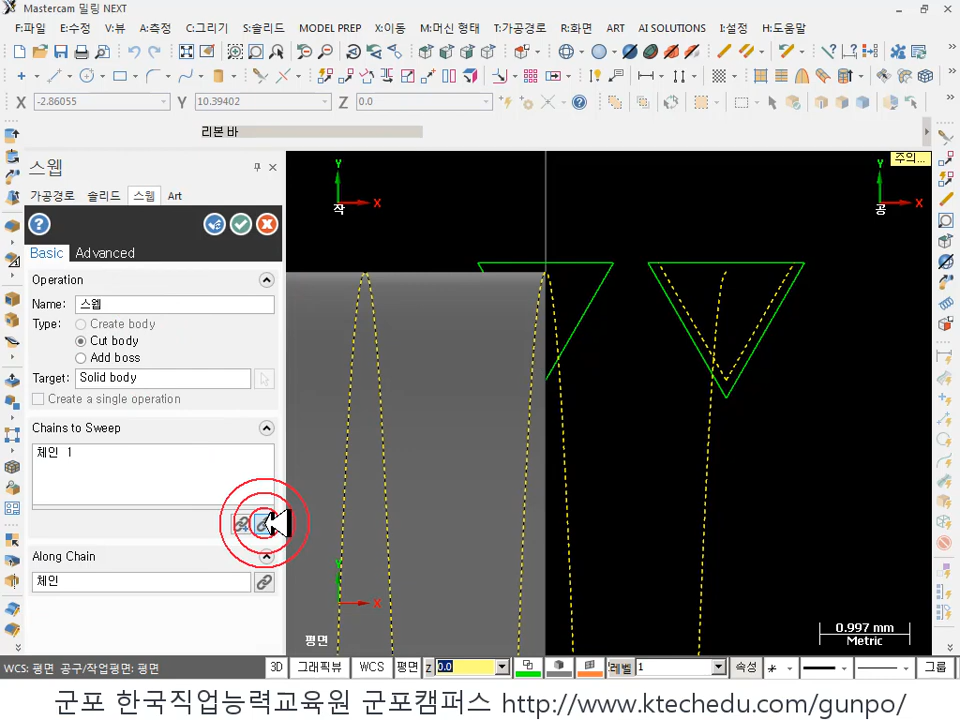 Mastercam 밀링 NEXT
F:파일 E:수정 V:뷰 A:측정 C:그리기 S:솔리드 MODEL PREP X:이동 M:머신 형태 T:가공경로 R:화면 ART AI SOLUTIONS I:설정 H:도움말
X -2.86055 Y 10.39402 Z 0.0
리본 바
스웹
가공경로 솔리드 스웹 Art
Basic Advanced
Operation
Name: 스웹
Type: Create body
Cut body
Add boss
Target: Solid body
Create a single operation
Chains to Sweep
체인 1
Along Chain
체인
주의...
Y
X
작
Y
X
공
Y
X
평면
0.997 mm
Metric
WCS: 평면 공구/작업평면: 평면 3D 그래픽뷰 WCS 평면 Z 0.0 레벨 1 속성 그룹
군포 한국직업능력교육원 군포캠퍼스 http://www.ktechedu.com/gunpo/